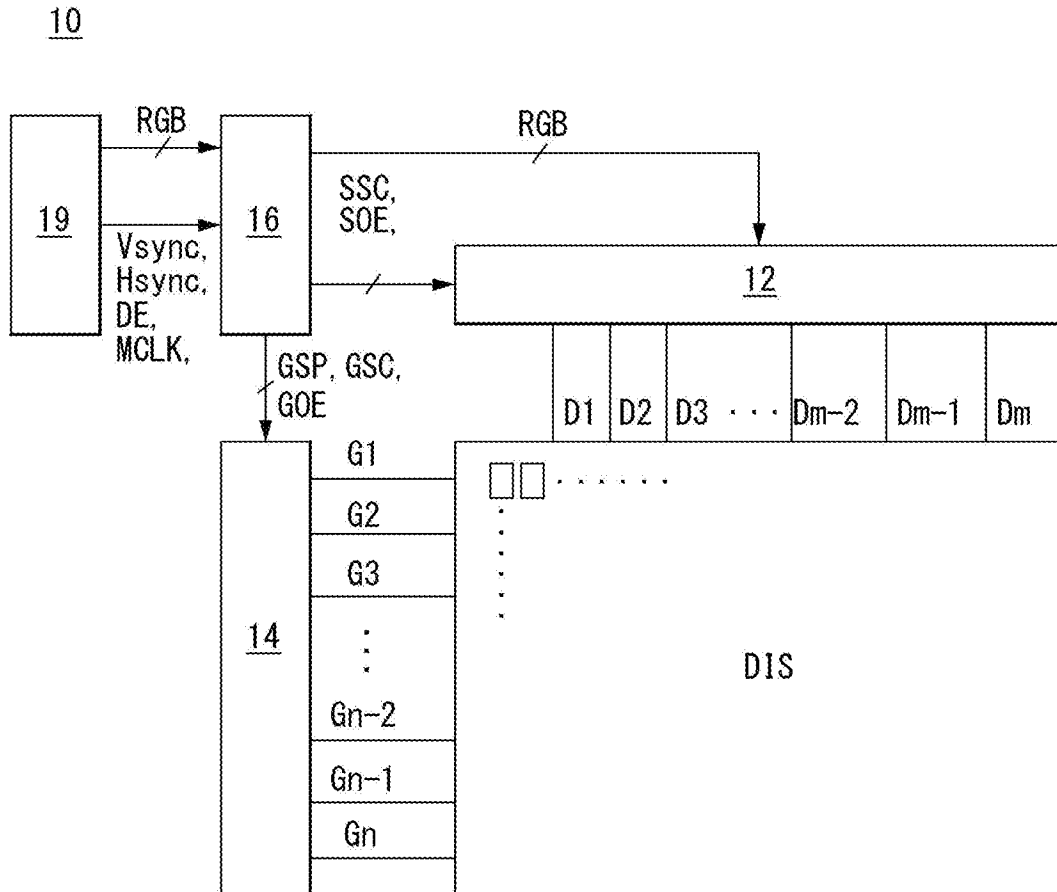 10
RGB
RGB
19
16
SSC,
SOE,
Vsync,
Hsync,
DE,
MCLK,
12
GSP, GSC,
GOE
D1 D2 D3 ··· Dm-2 Dm-1 Dm
G1
G2
G3
14
DIS
Gn-2
Gn-1
Gn